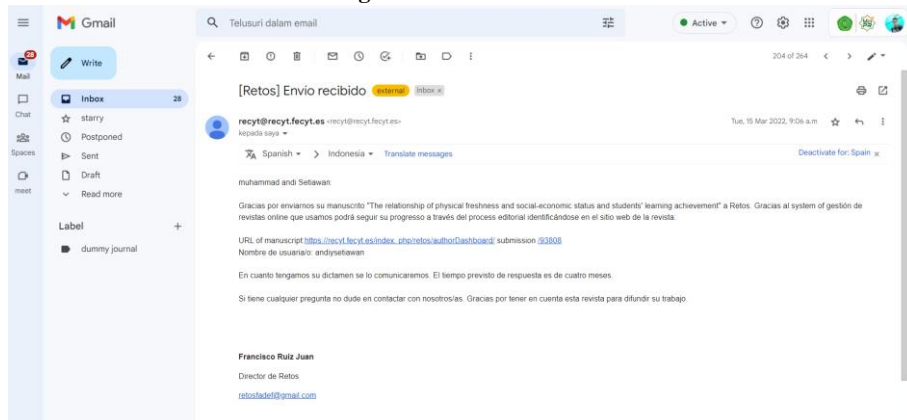 Gmail
Telusuri dalam email
Active
28
Mail
Write
204 of 264
Inbox 28
[Retos] Envío recibido external Inbox x
Chat
starry
recyt@recyt.fecyt.es <recyt@recyt.fecyt.es>
Tue, 15 Mar 2022, 9:06 a.m
kepada saya
Postponed
Spaces
Sent
Spanish > Indonesia Translate messages
Deactivate for: Spain x
Draft
meet
Read more
muhammad andi Setiawan:
Gracias por enviarnos su manuscrito "The relationship of physical freshness and social-economic status and students' learning achievement" a Retos. Gracias al system of gestión de
revistas online que usamos podrá seguir su progresso a través del process editorial identificándose en el sitio web de la revista:
Label +
dummy journal
URL of manuscript:https://recyt.fecyt.es/index. php/retos/authorDashboard/ submission /93808
Nombre de usuaria/o: andiysetiawan
En cuanto tengamos su dictamen se lo comunicaremos. El tiempo previsto de respuesta es de cuatro meses.
Si tiene cualquier pregunta no dude en contactar con nosotros/as. Gracias por tener en cuenta esta revista para difundir su trabajo.
Francisco Ruiz Juan
Director de Retos
retosfadef@gmail.com